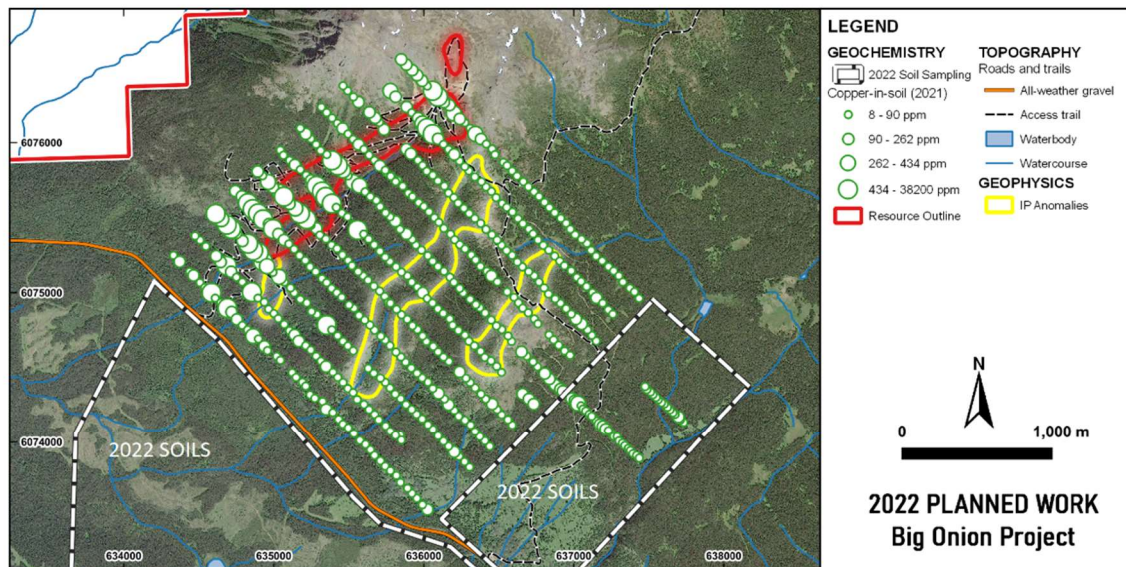 6076000
6075000
6074000
634000
635000
636000
637000
638000
2022 SOILS
2022 SOILS
LEGEND
GEOCHEMISTRY
2022 Soil Sampling
Copper-in-soil (2021)
8 - 90 ppm
90 - 262 ppm
262 - 434 ppm
434 - 38200 ppm
Resource Outline
TOPOGRAPHY
Roads and trails
All-weather gravel
Access trail
Waterbody
Watercourse
GEOPHYSICS
IP Anomalies
N
0 1,000 m
2022 PLANNED WORK
Big Onion Project